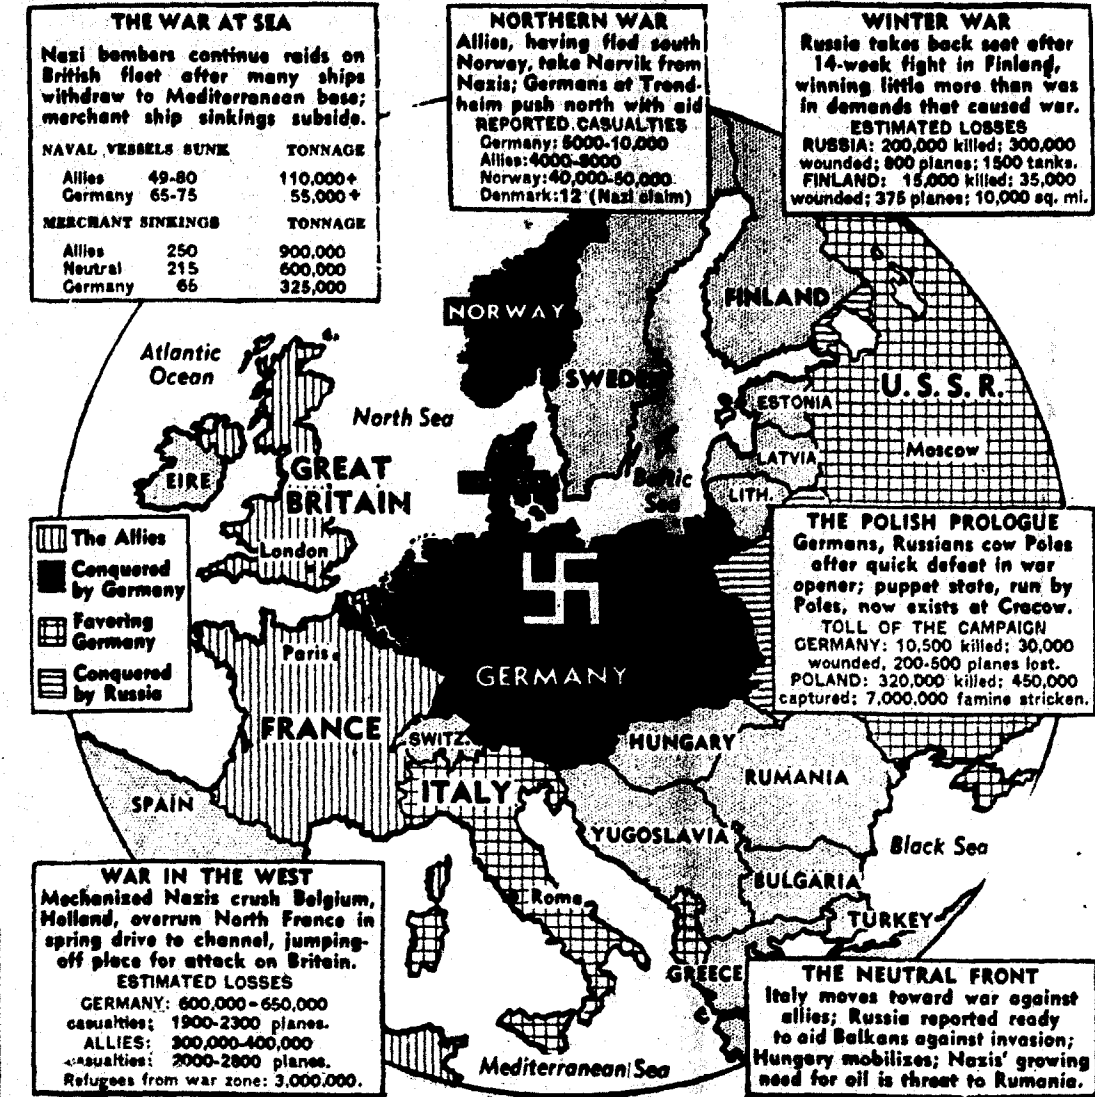 THE WAR AT SEA
Nazi bombers continue raids on
British fleet after many ships
withdraw to Mediterranean base;
merchant ship sinkings subside.
NAVAL VESSELS SUNK TONNAGE
Allies 49-80 110,000+
Germany 65-75 55,000+
MERCHANT SINKINGS TONNAGE
Allies 250 900,000
Neutral 215 600,000
Germany 65 325,000
NORTHERN WAR
Allies, having fled south
Norway, take Narvik from
Nazis; Germans at Trond-
heim push north with aid
REPORTED CASUALTIES
Germany: 5000-10,000
Allies: 4000-5000
Norway: 40,000-50,000
Denmark: 12 (Nazi claim)
WINTER WAR
Russia takes back seat after
14-week fight in Finland,
winning little more than was
in demands that caused war.
ESTIMATED LOSSES
RUSSIA: 200,000 killed; 300,000
wounded; 800 planes; 1500 tanks.
FINLAND: 15,000 killed; 35,000
wounded; 375 planes; 10,000 sq. mi.
NORWAY
FINLAND
Atlantic
Ocean
SWED
U.S.S.R.
North Sea
ESTONIA
Moscow
LATVIA
EIRE
GREAT
BRITAIN
Baltic
Sea
LITH.
London
The Allies
Conquered
by Germany
Favoring
Germany
Conquered
by Russia
THE POLISH PROLOGUE
Germans, Russians cow Poles
after quick defeat in war
opener; puppet state, run by
Poles, now exists at Cracow.
TOLL OF THE CAMPAIGN
GERMANY: 10,500 killed; 30,000
wounded, 200-500 planes lost.
POLAND: 320,000 killed; 450,000
captured; 7,000,000 famine stricken.
Paris
GERMANY
FRANCE
SWITZ.
HUNGARY
RUMANIA
ITALY
SPAIN
YUGOSLAVIA
Black Sea
BULGARIA
Rome
TURKEY
GREECE
Mediterranean Sea
WAR IN THE WEST
Mechanized Nazis crush Belgium,
Holland, overrun North France in
spring drive to channel, jumping-
off place for attack on Britain.
ESTIMATED LOSSES
GERMANY: 600,000-650,000
casualties; 1900-2300 planes.
ALLIES: 300,000-400,000
casualties: 2000-2800 planes.
Refugees from war zone: 3,000,000.
THE NEUTRAL FRONT
Italy moves toward war against
allies; Russia reported ready
to aid Balkans against invasion;
Hungary mobilizes; Nazis' growing
need for oil is threat to Rumania.